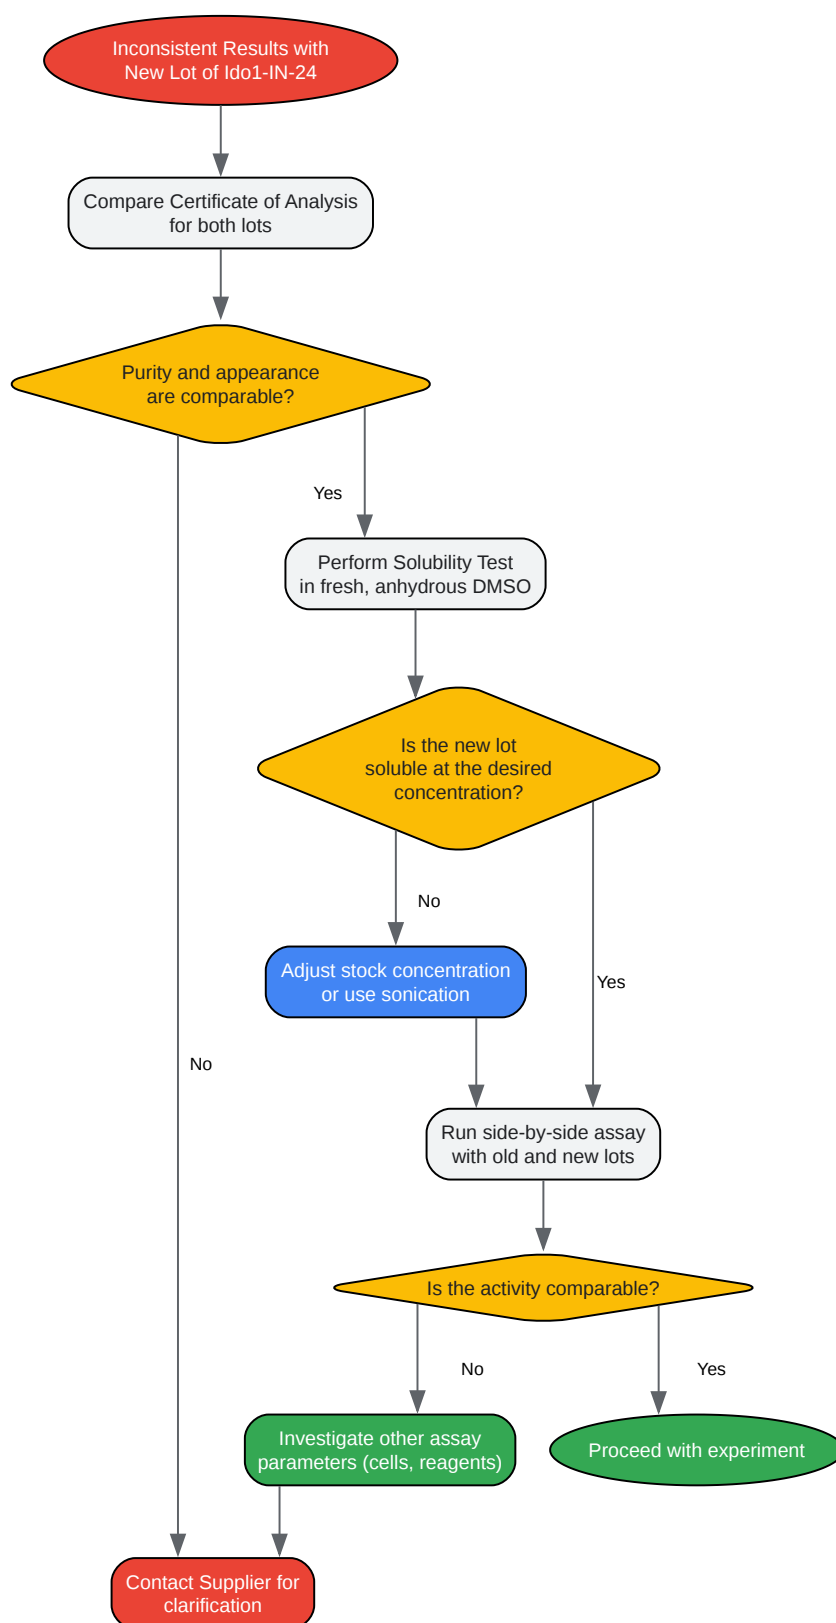 Inconsistent Results with
New Lot of Ido1-IN-24
Compare Certificate of Analysis
for both lots
Purity and appearance
are comparable?
Yes
Perform Solubility Test
in fresh, anhydrous DMSO
Is the new lot
soluble at the desired
concentration?
No
Adjust stock concentration
or use sonication
Yes
No
Run side-by-side assay
with old and new lots
Is the activity comparable?
No
Yes
Investigate other assay
parameters (cells, reagents)
Proceed with experiment
Contact Supplier for
clarification